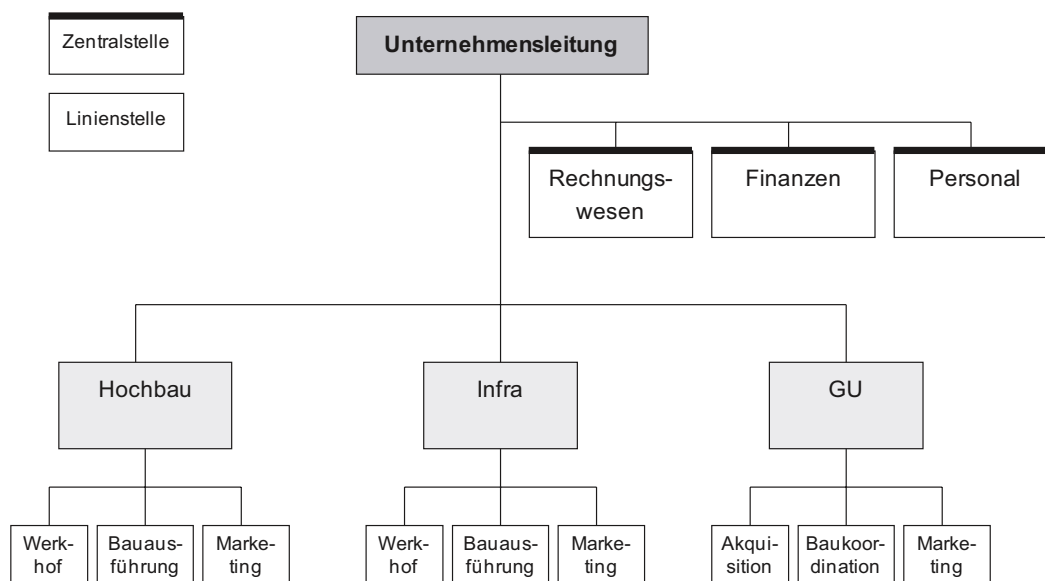 Zentralstelle
Unternehmensleitung
Linienstelle
Rechnungs-
wesen
Finanzen
Personal
Hochbau
Infra
GU
Werk-
hof
Bauaus-
führung
Marke-
ting
Werk-
hof
Bauaus-
führung
Marke-
ting
Akqui-
sition
Baukoor-
dination
Marke-
ting